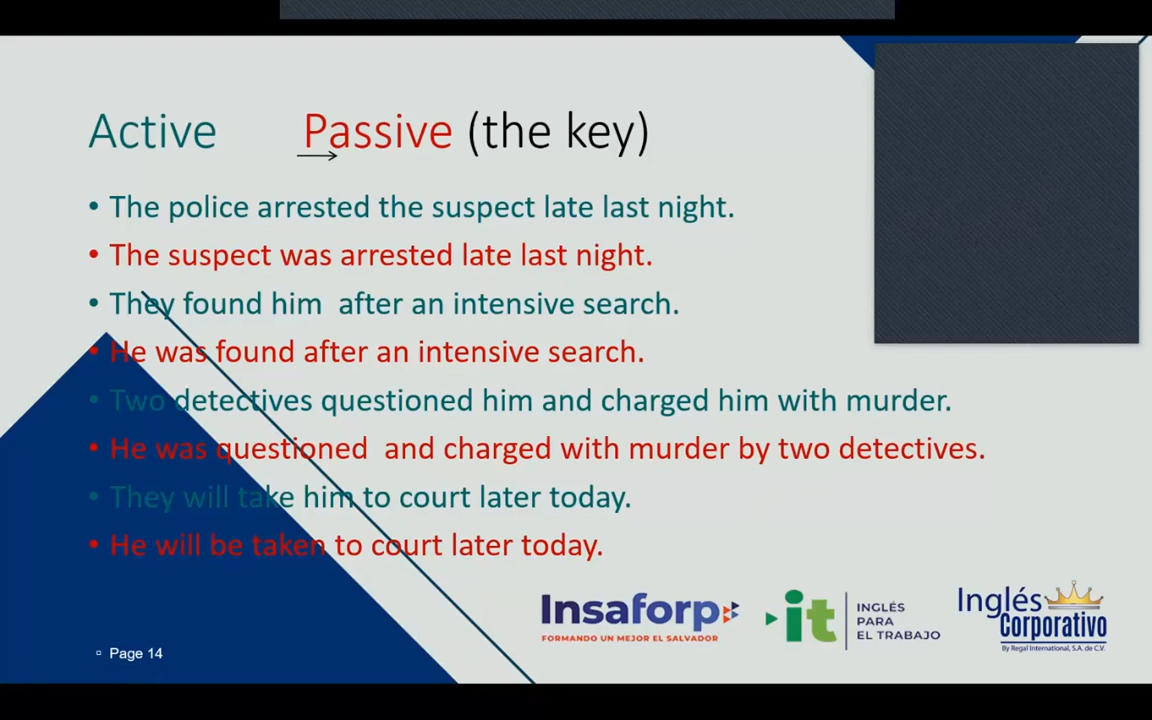 Active Passive (the key)
• The police arrested the suspect late last night.
• The suspect was arrested late last night.
• They found him after an intensive search.
• He was found after an intensive search.
• Two detectives questioned him and charged him with murder.
• He was questioned and charged with murder by two detectives.
• They will take him to court later today.
• He will be taken to court later today.
Insaforp
FORMANDO UN MEJOR EL SALVADOR
it
INGLÉS
PARA
EL TRABAJO
Inglés
Corporativo
By Regal International, S.A. de C.V.
Page 14